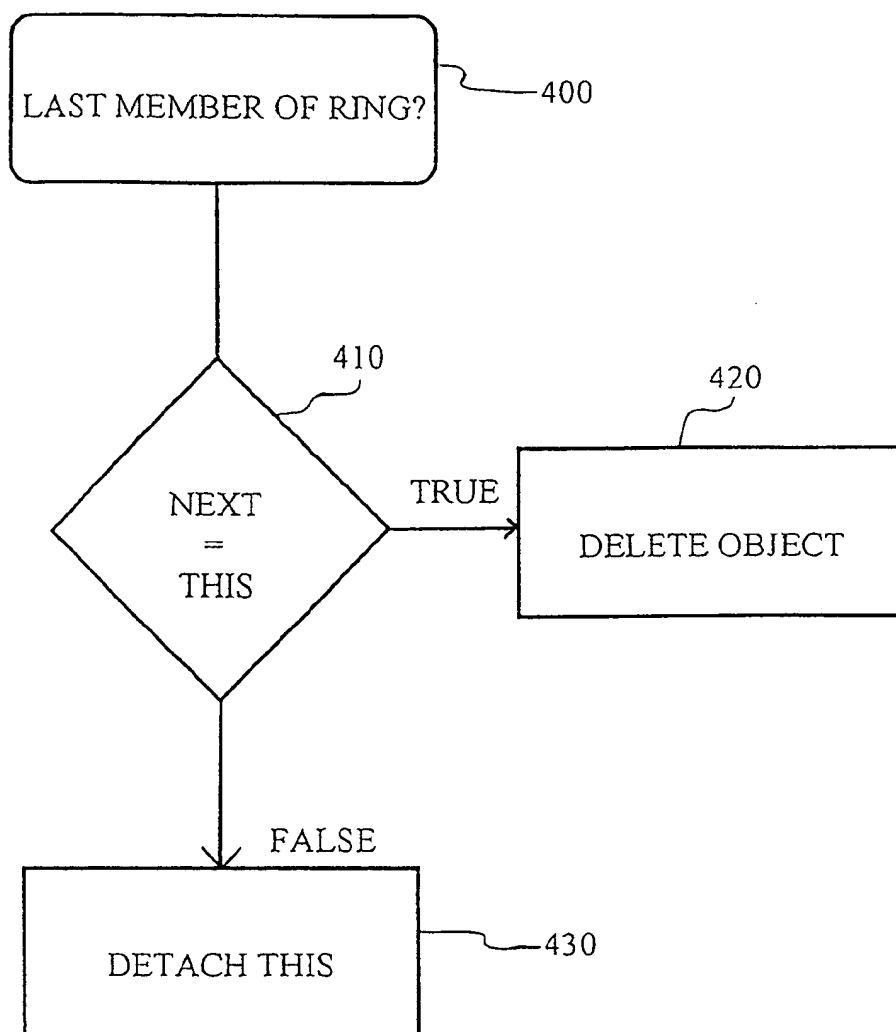 LAST MEMBER OF RING?
400
410
NEXT
=
THIS
TRUE
420
DELETE OBJECT
FALSE
DETACH THIS
430